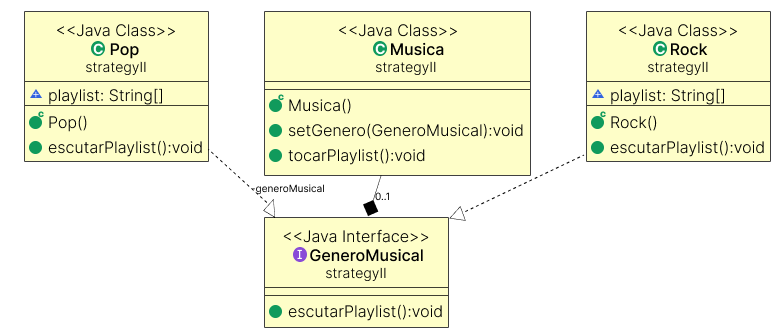 <<Java Class>>
C Pop
strategyII
playlist: String[]
c Pop()
escutarPlaylist():void
<<Java Class>>
C Musica
strategyII
c Musica()
setGenero(GeneroMusical):void
tocarPlaylist():void
<<Java Class>>
C Rock
strategyII
playlist: String[]
c Rock()
escutarPlaylist():void
-generoMusical
0..1
<<Java Interface>>
I GeneroMusical
strategyII
escutarPlaylist():void